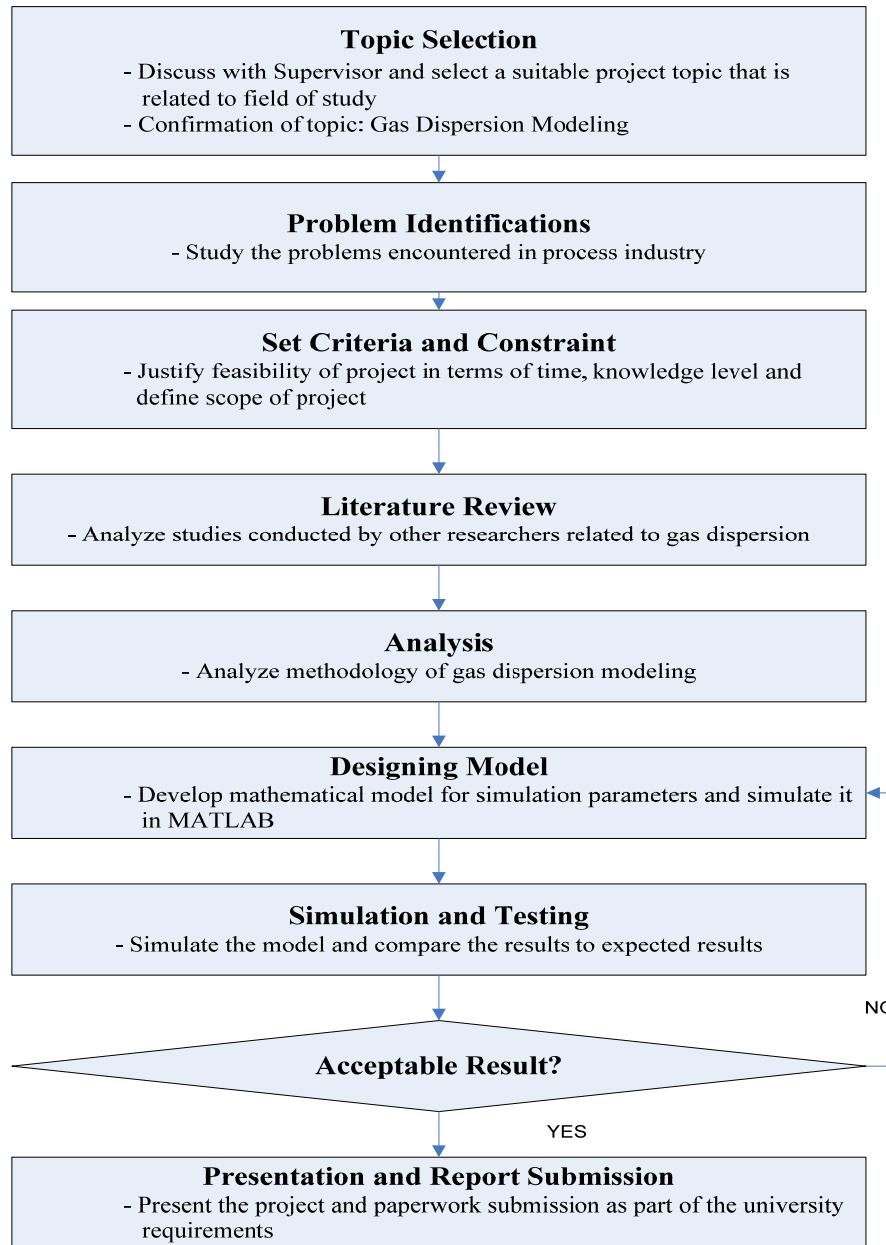 Topic Selection
- Discuss with Supervisor and select a suitable project topic that is
related to field of study
- Confirmation of topic: Gas Dispersion Modeling
Problem Identifications
- Study the problems encountered in process industry
Set Criteria and Constraint
- Justify feasibility of project in terms of time, knowledge level and
define scope of project
Literature Review
- Analyze studies conducted by other researchers related to gas dispersion
Analysis
- Analyze methodology of gas dispersion modeling
Designing Model
- Develop mathematical model for simulation parameters and simulate it
in MATLAB
Simulation and Testing
- Simulate the model and compare the results to expected results
NO
Acceptable Result?
YES
Presentation and Report Submission
- Present the project and paperwork submission as part of the university
requirements